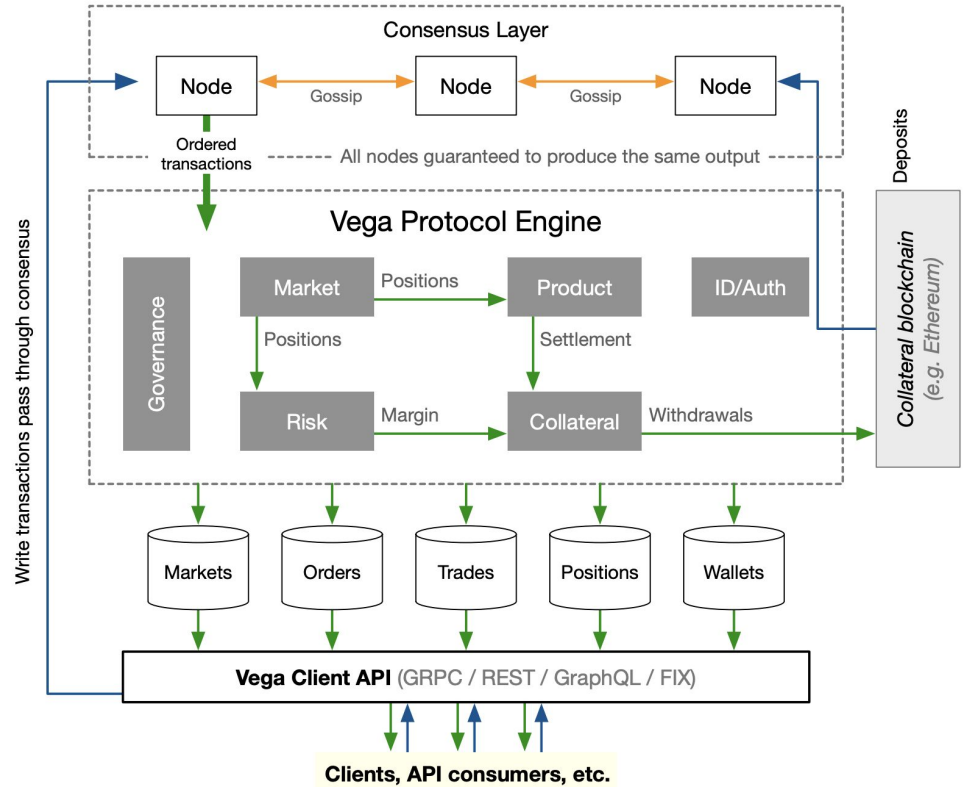 Consensus Layer
Node
Gossip
Node
Gossip
Node
Ordered
transactions
All nodes guaranteed to produce the same output
Deposits
Write transactions pass through consensus
Vega Protocol Engine
Governance
Market
Positions
Product
ID/Auth
Positions
Settlement
Risk
Margin
Collateral
Withdrawals
Collateral blockchain
(e.g. Ethereum)
Markets
Orders
Trades
Positions
Wallets
Vega Client API (GRPC / REST / GraphQL / FIX)
Clients, API consumers, etc.